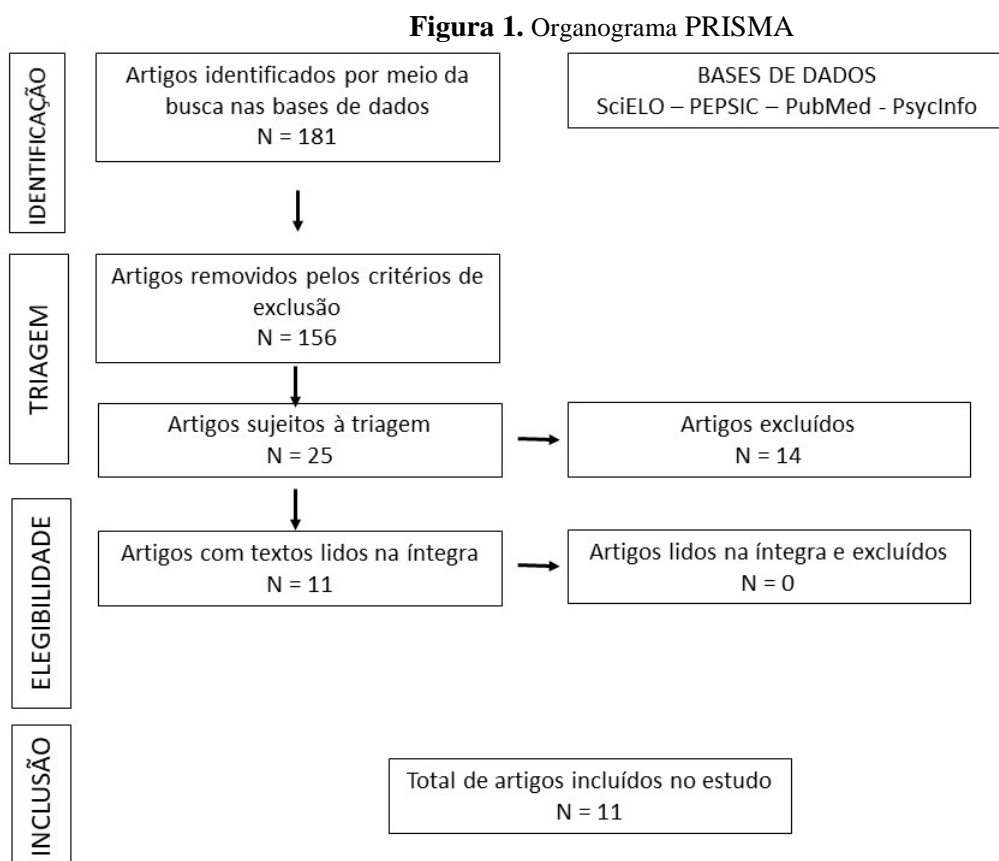 Figura 1. Organograma PRISMA
IDENTIFICAÇÃO
Artigos identificados por meio da
busca nas bases de dados
N = 181
BASES DE DADOS
SciELO – PEPSIC – PubMed - PsycInfo
TRIAGEM
Artigos removidos pelos critérios de
exclusão
N = 156
Artigos sujeitos à triagem
N = 25
Artigos excluídos
N = 14
ELEGIBILIDADE
Artigos com textos lidos na íntegra
N = 11
Artigos lidos na íntegra e excluídos
N = 0
INCLUSÃO
Total de artigos incluídos no estudo
N = 11